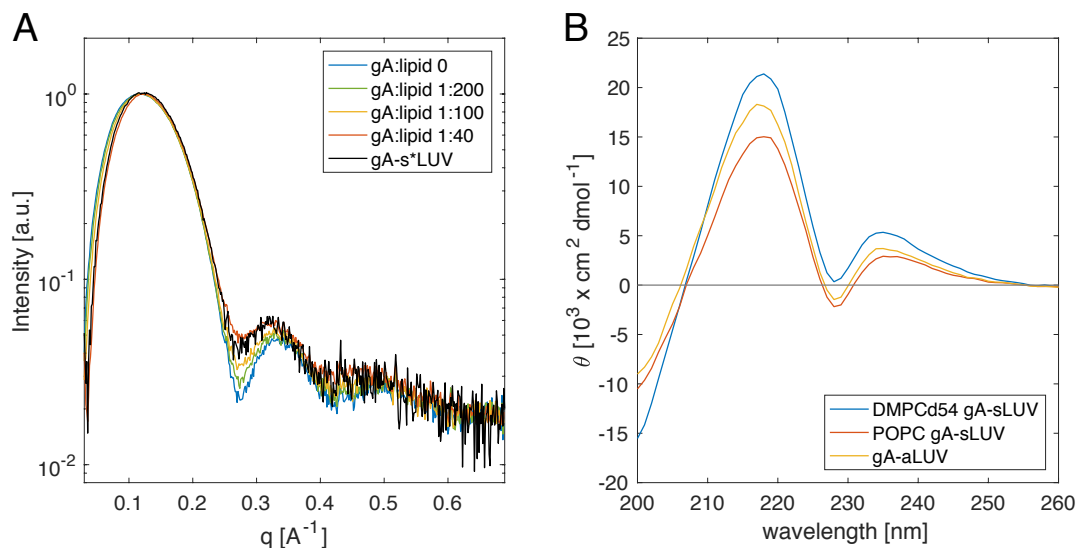 A
Intensity [a.u.]
10^0
10^-1
10^-2
gA:lipid 0
gA:lipid 1:200
gA:lipid 1:100
gA:lipid 1:40
gA-s*LUV
0.1 0.2 0.3 0.4 0.5 0.6
q [A^-1]
B
θ [10^3 x cm^2 dmol^-1]
25
20
15
10
5
0
-5
-10
-15
-20
DMPCd54 gA-sLUV
POPC gA-sLUV
gA-aLUV
200 210 220 230 240 250 260
wavelength [nm]